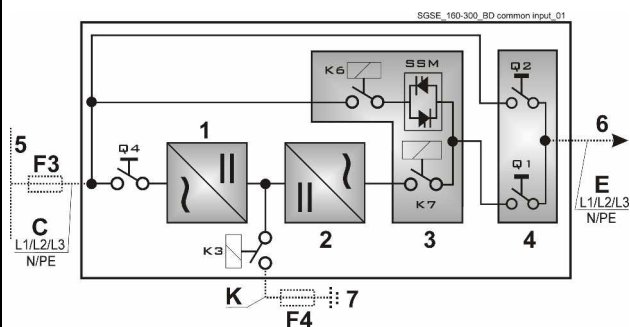 SGSE_160-300_BD common input_01
K6
SSM
Q2
5
F3
Q4
1
6
C
L1/L2/L3
N/PE
2
K7
3
Q1
4
E
L1/L2/L3
N/PE
K3
K
F4
7